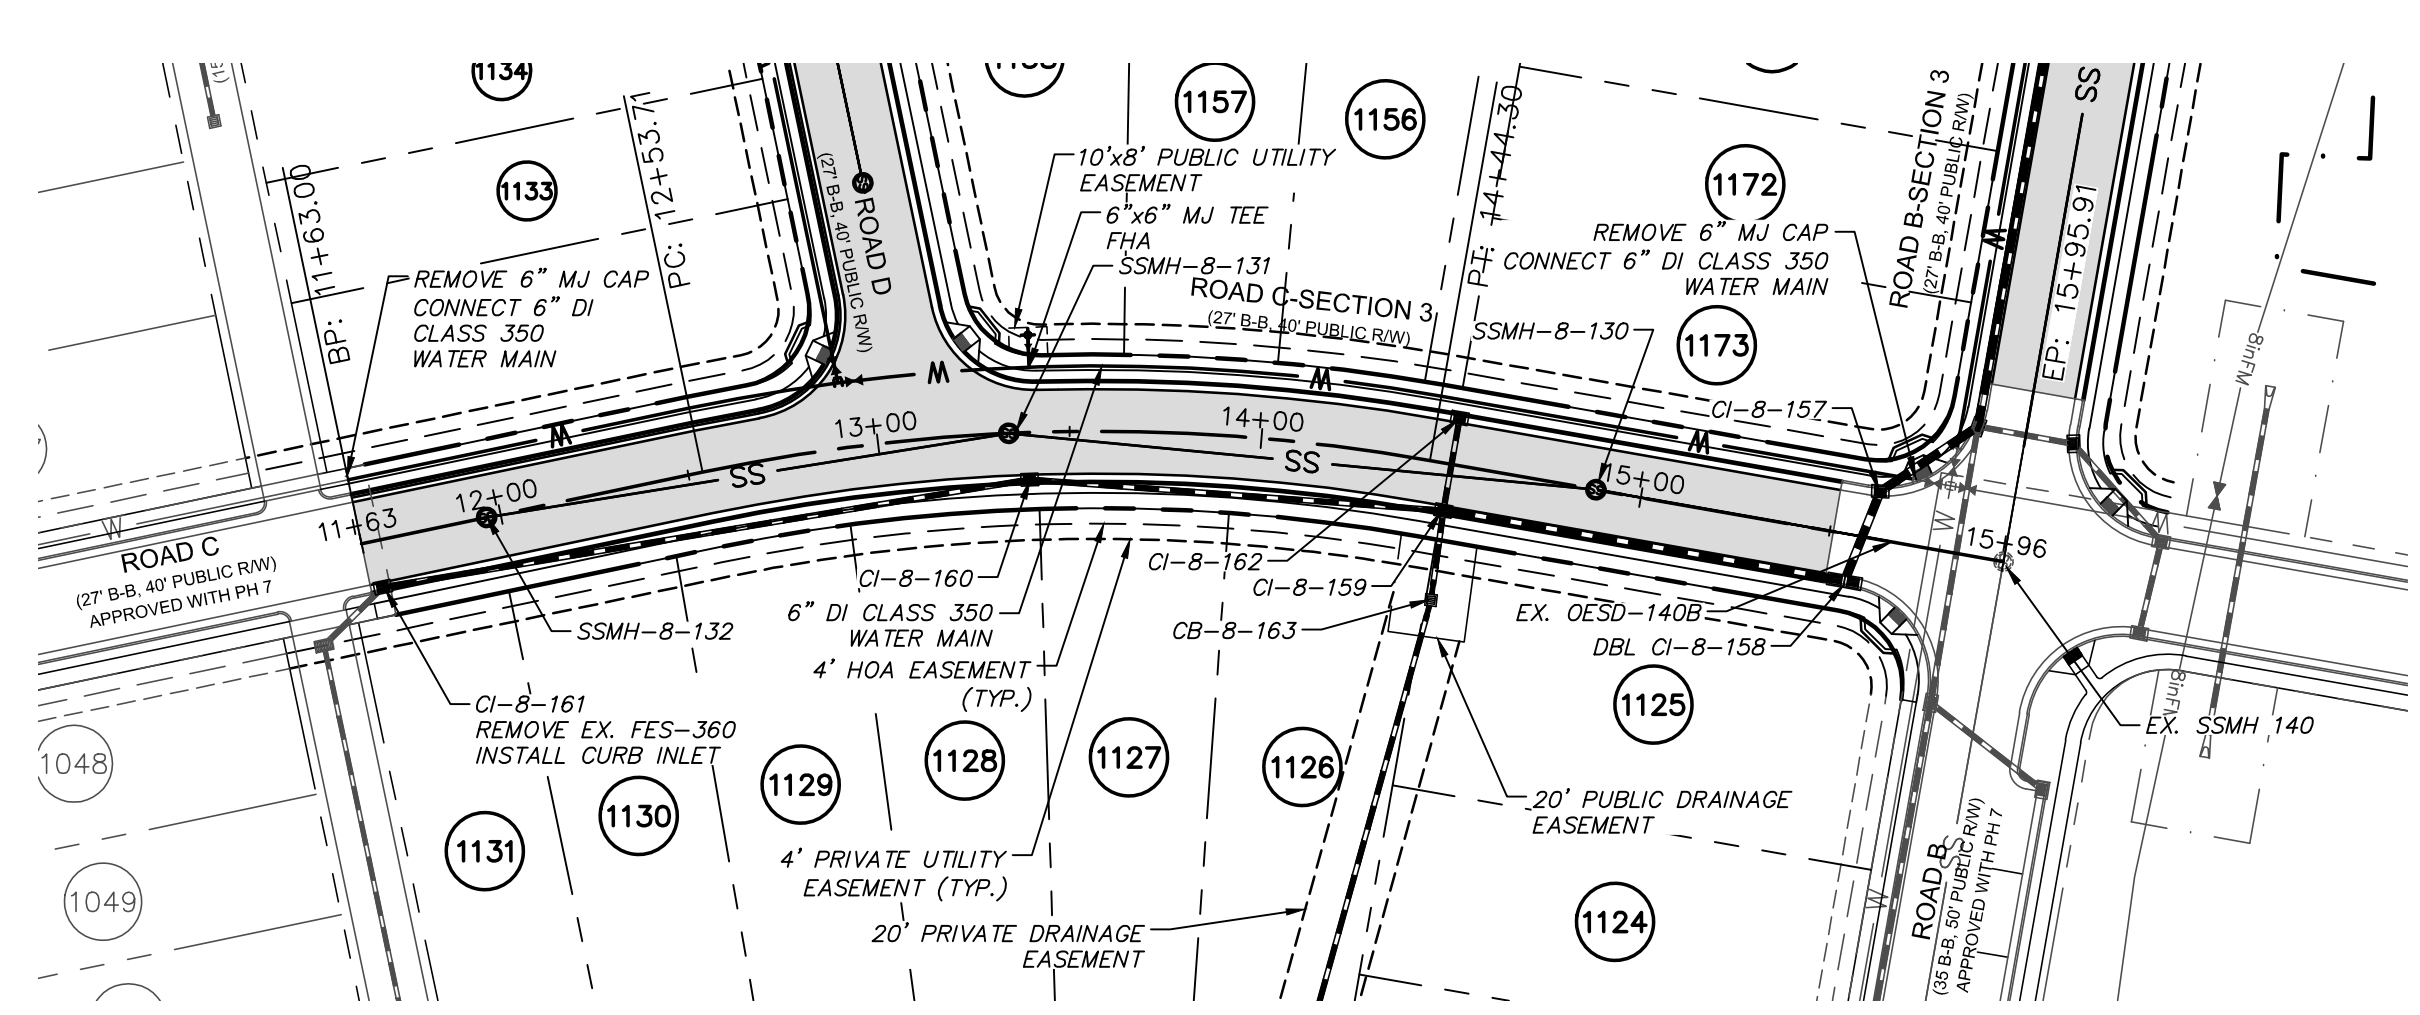 1134
1133
1157
1156
1172
1173
BP: 11+63.00
PC: 12+53.71
PT: 14+44.30
EP: 15+95.91
ROAD D
(27' B-B, 40' PUBLIC R/W)
10'x8' PUBLIC UTILITY
EASEMENT
6"x6" MJ TEE
FHA
SSMH-8-131
ROAD C-SECTION 3
(27' B-B, 40' PUBLIC R/W)
ROAD B-SECTION 3
(27' B-B, 40' PUBLIC R/W)
SS
REMOVE 6" MJ CAP
CONNECT 6" DI CLASS 350
WATER MAIN
REMOVE 6" MJ CAP
CONNECT 6" DI
CLASS 350
WATER MAIN
SSMH-8-130
CI-8-157
8inFM
W
W
W
W
W
13+00
14+00
12+00
15+00
11+63
15+96
SS
SS
W
W
W
ROAD C
(27' B-B, 40' PUBLIC R/W)
APPROVED WITH PH 7
CI-8-162
CI-8-160
CI-8-159
6" DI CLASS 350
WATER MAIN
CB-8-163
EX. OESD-140B
DBL CI-8-158
SSMH-8-132
4' HOA EASEMENT
(TYP.)
CI-8-161
REMOVE EX. FES-360
INSTALL CURB INLET
8inFM
EX. SSMH 140
1048
1049
1131
1130
1129
1128
1127
1126
1125
1124
20' PUBLIC DRAINAGE
EASEMENT
4' PRIVATE UTILITY
EASEMENT (TYP.)
20' PRIVATE DRAINAGE
EASEMENT
W
SS
ROAD B
(35 B-B, 50' PUBLIC R/W)
APPROVED WITH PH 7